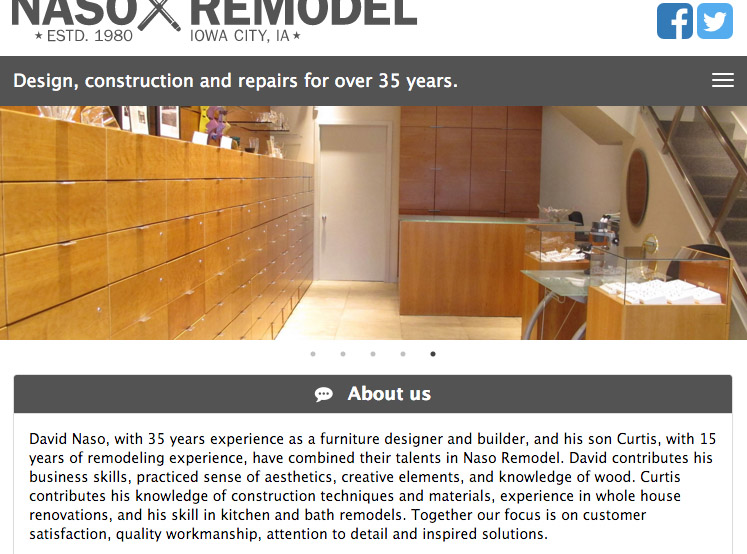 NASO REMODEL
★ ESTD. 1980 IOWA CITY, IA ★
Design, construction and repairs for over 35 years.
About us
David Naso, with 35 years experience as a furniture designer and builder, and his son Curtis, with 15
years of remodeling experience, have combined their talents in Naso Remodel. David contributes his
business skills, practiced sense of aesthetics, creative elements, and knowledge of wood. Curtis
contributes his knowledge of construction techniques and materials, experience in whole house
renovations, and his skill in kitchen and bath remodels. Together our focus is on customer
satisfaction, quality workmanship, attention to detail and inspired solutions.